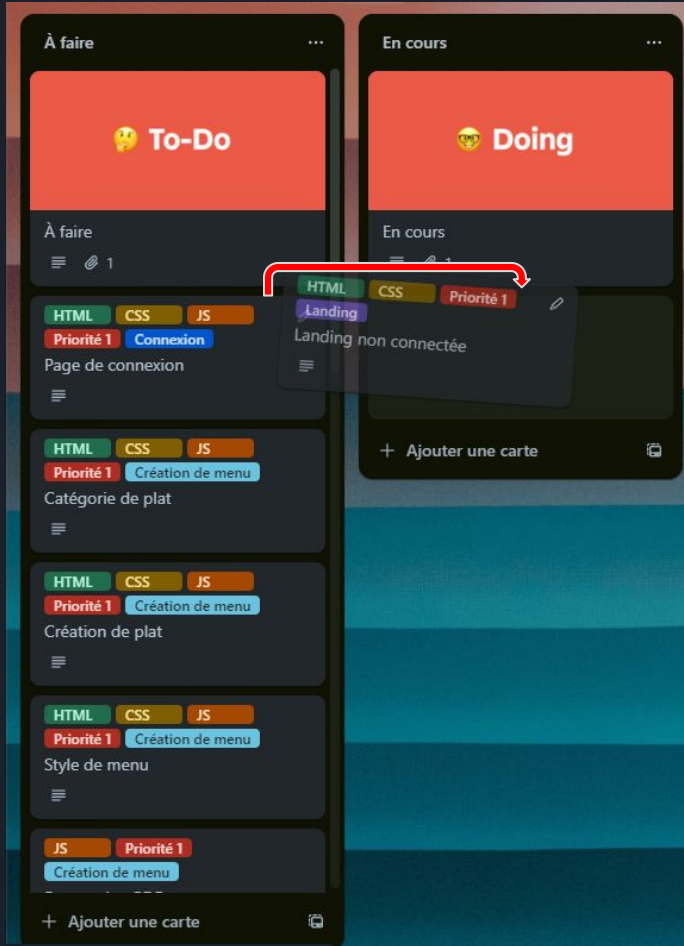 À faire
🤔 To-Do
À faire
1
HTML CSS JS
Priorité 1 Connexion
Page de connexion
HTML CSS JS
Priorité 1 Création de menu
Catégorie de plat
HTML CSS JS
Priorité 1 Création de menu
Création de plat
HTML CSS JS
Priorité 1 Création de menu
Style de menu
JS Priorité 1
Création de menu
+ Ajouter une carte
En cours
🤓 Doing
En cours
1
HTML CSS Priorité 1
Landing
Landing non connectée
+ Ajouter une carte